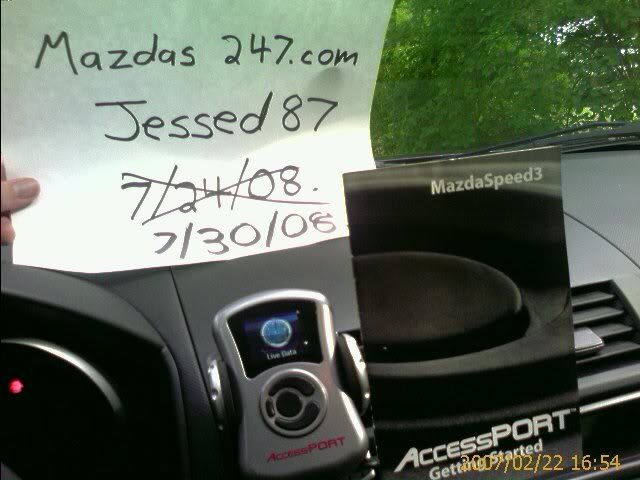 Mazdas 247.com
Jessed87
7/24/08.
7/30/08
MazdaSpeed3
Live Data
AccessPORT
AccessPORT™
Getting Started
2007/02/22 16:54